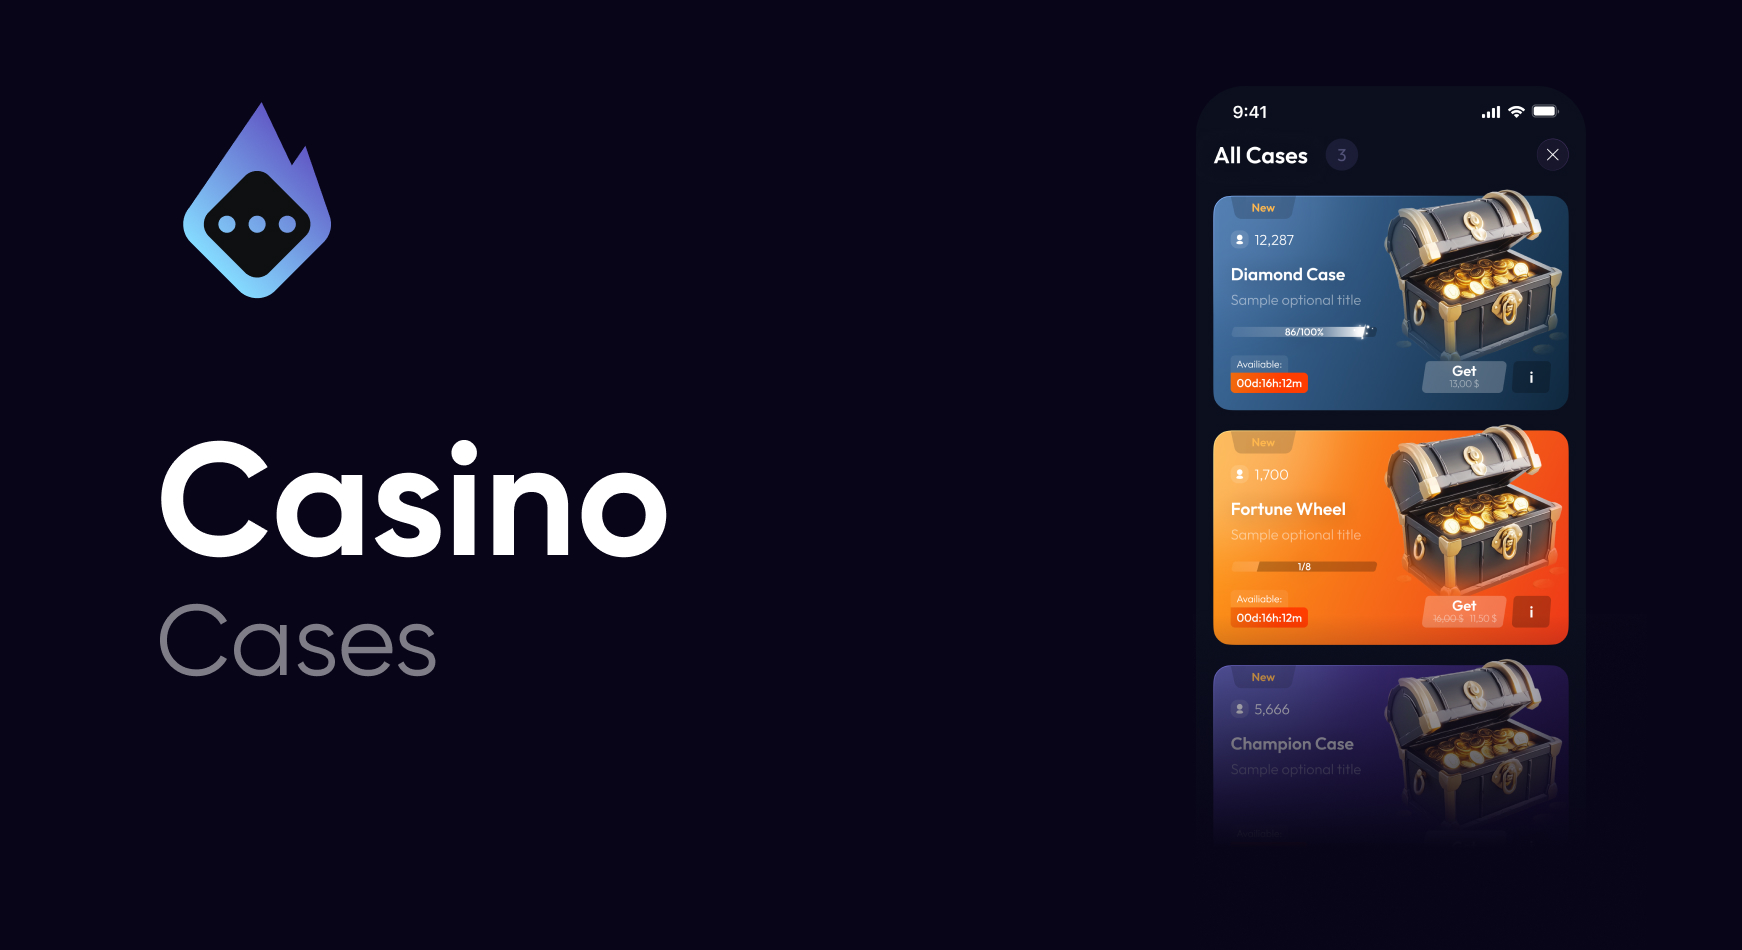 Casino
Cases
9:41
All Cases 3
New
12,287
Diamond Case
Sample optional title
86/100%
Availiable:
00d:16h:12m
Get
13,00 $
i
New
1,700
Fortune Wheel
Sample optional title
1/8
Availiable:
00d:16h:12m
Get
16,00 $ 11,50 $
i
New
5,666
Champion Case
Sample optional title
Availiable: